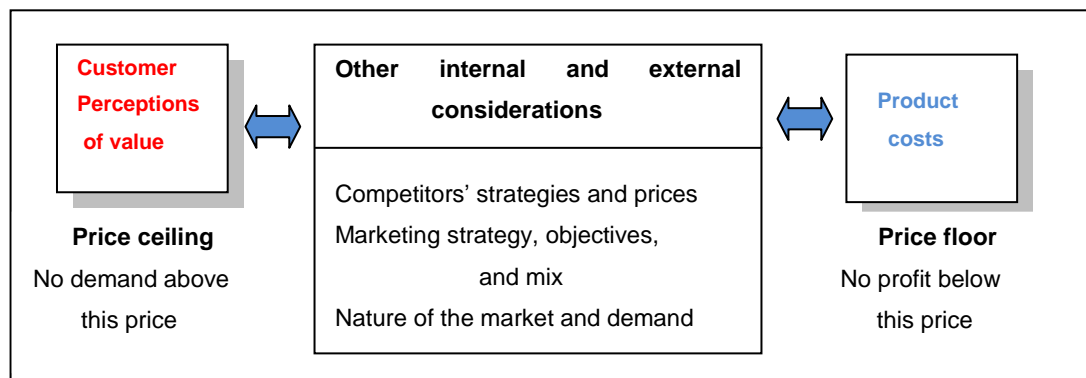 Customer
Perceptions
of value
Price ceiling
No demand above
this price
Other internal and external
considerations
Competitors’ strategies and prices
Marketing strategy, objectives,
and mix
Nature of the market and demand
Product
costs
Price floor
No profit below
this price